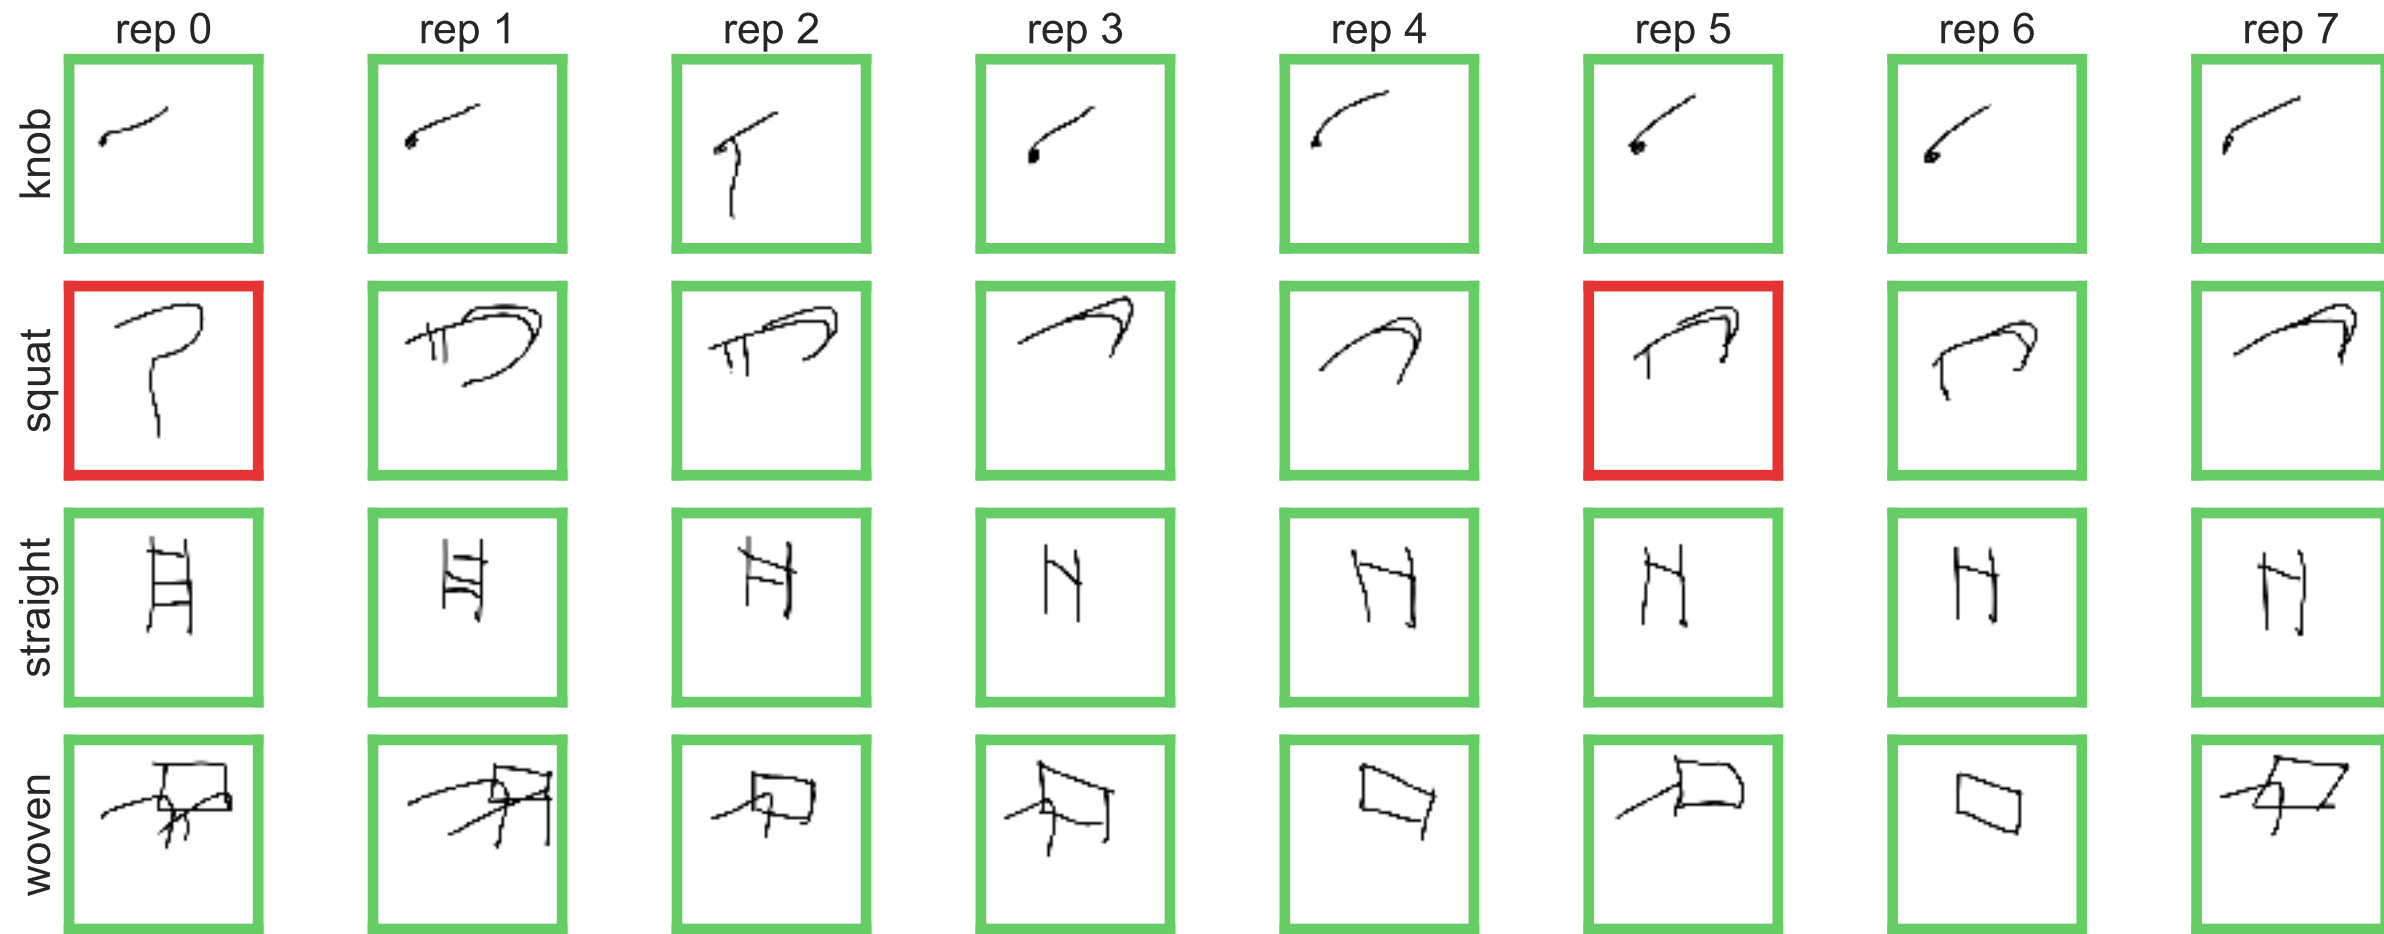 rep 0 rep 1 rep 2 rep 3 rep 4 rep 5 rep 6 rep 7
knob
squat
straight
woven